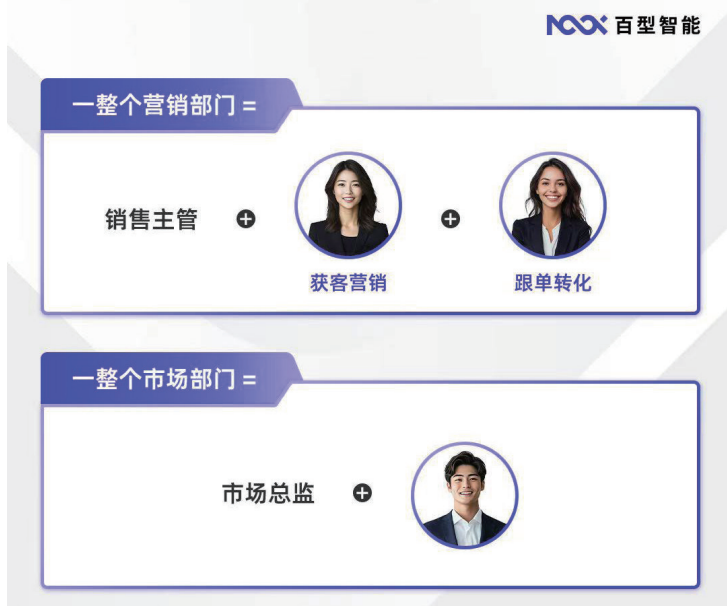 百型智能
一整个营销部门 =
销售主管 + +
获客营销 跟单转化
一整个市场部门 =
市场总监 +